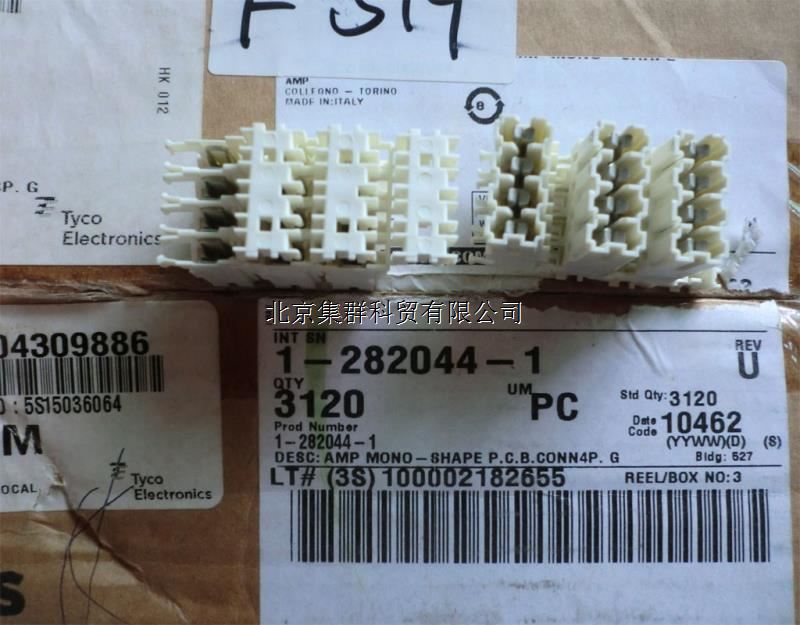 F 314
AMP
COLLEGNO - TORINO
MADE IN:ITALY
8
HK 012
P. G
Tyco
Electronics
北京集群科贸有限公司
04309886
: 5S15036064
M
OCAL
Tyco
Electronics
S
INT SN
1-282044-1
REV
U
QTY
3120
UM PC
Std Qty: 3120
Prod Number
1-282044-1
Date Code 10462
(YYWW)(D) (S)
DESC: AMP MONO-SHAPE P.C.B.CONN4P. G
Bldg: 527
LT# (3S) 100002182655
REEL/BOX NO: 3